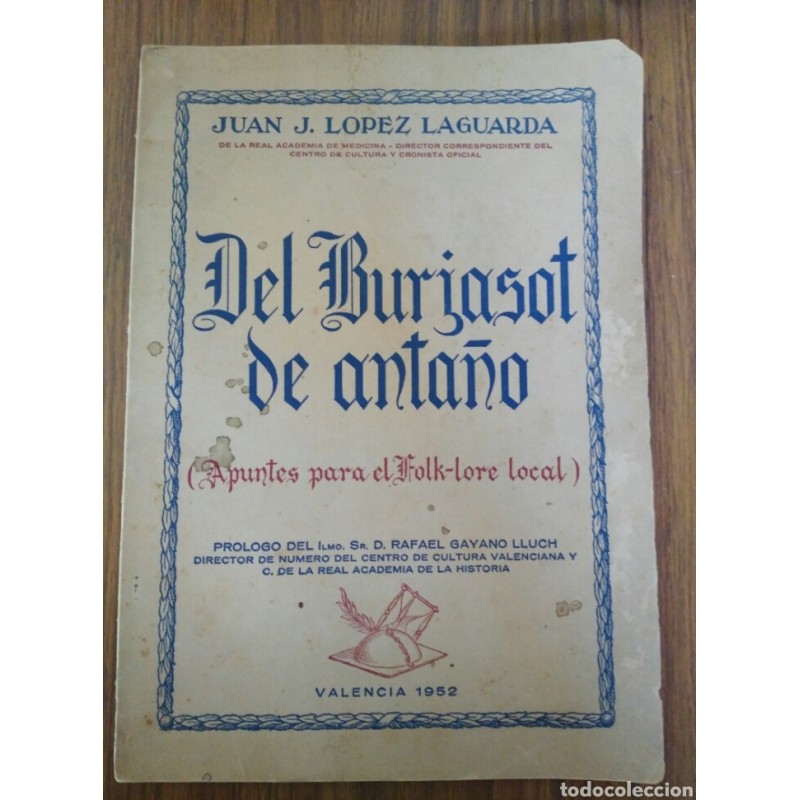 JUAN J. LOPEZ LAGUARDA
DE LA REAL ACADEMIA DE MEDICINA - DIRECTOR CORRESPONDIENTE DEL
CENTRO DE CULTURA Y CRONISTA OFICIAL
Del Burjasot
de antaño
(Apuntes para el Folk-lore local)
PROLOGO DEL ILMO. SR. D. RAFAEL GAYANO LLUCH
DIRECTOR DE NUMERO DEL CENTRO DE CULTURA VALENCIANA Y
C. DE LA REAL ACADEMIA DE LA HISTORIA
VALENCIA 1952
todocoleccion